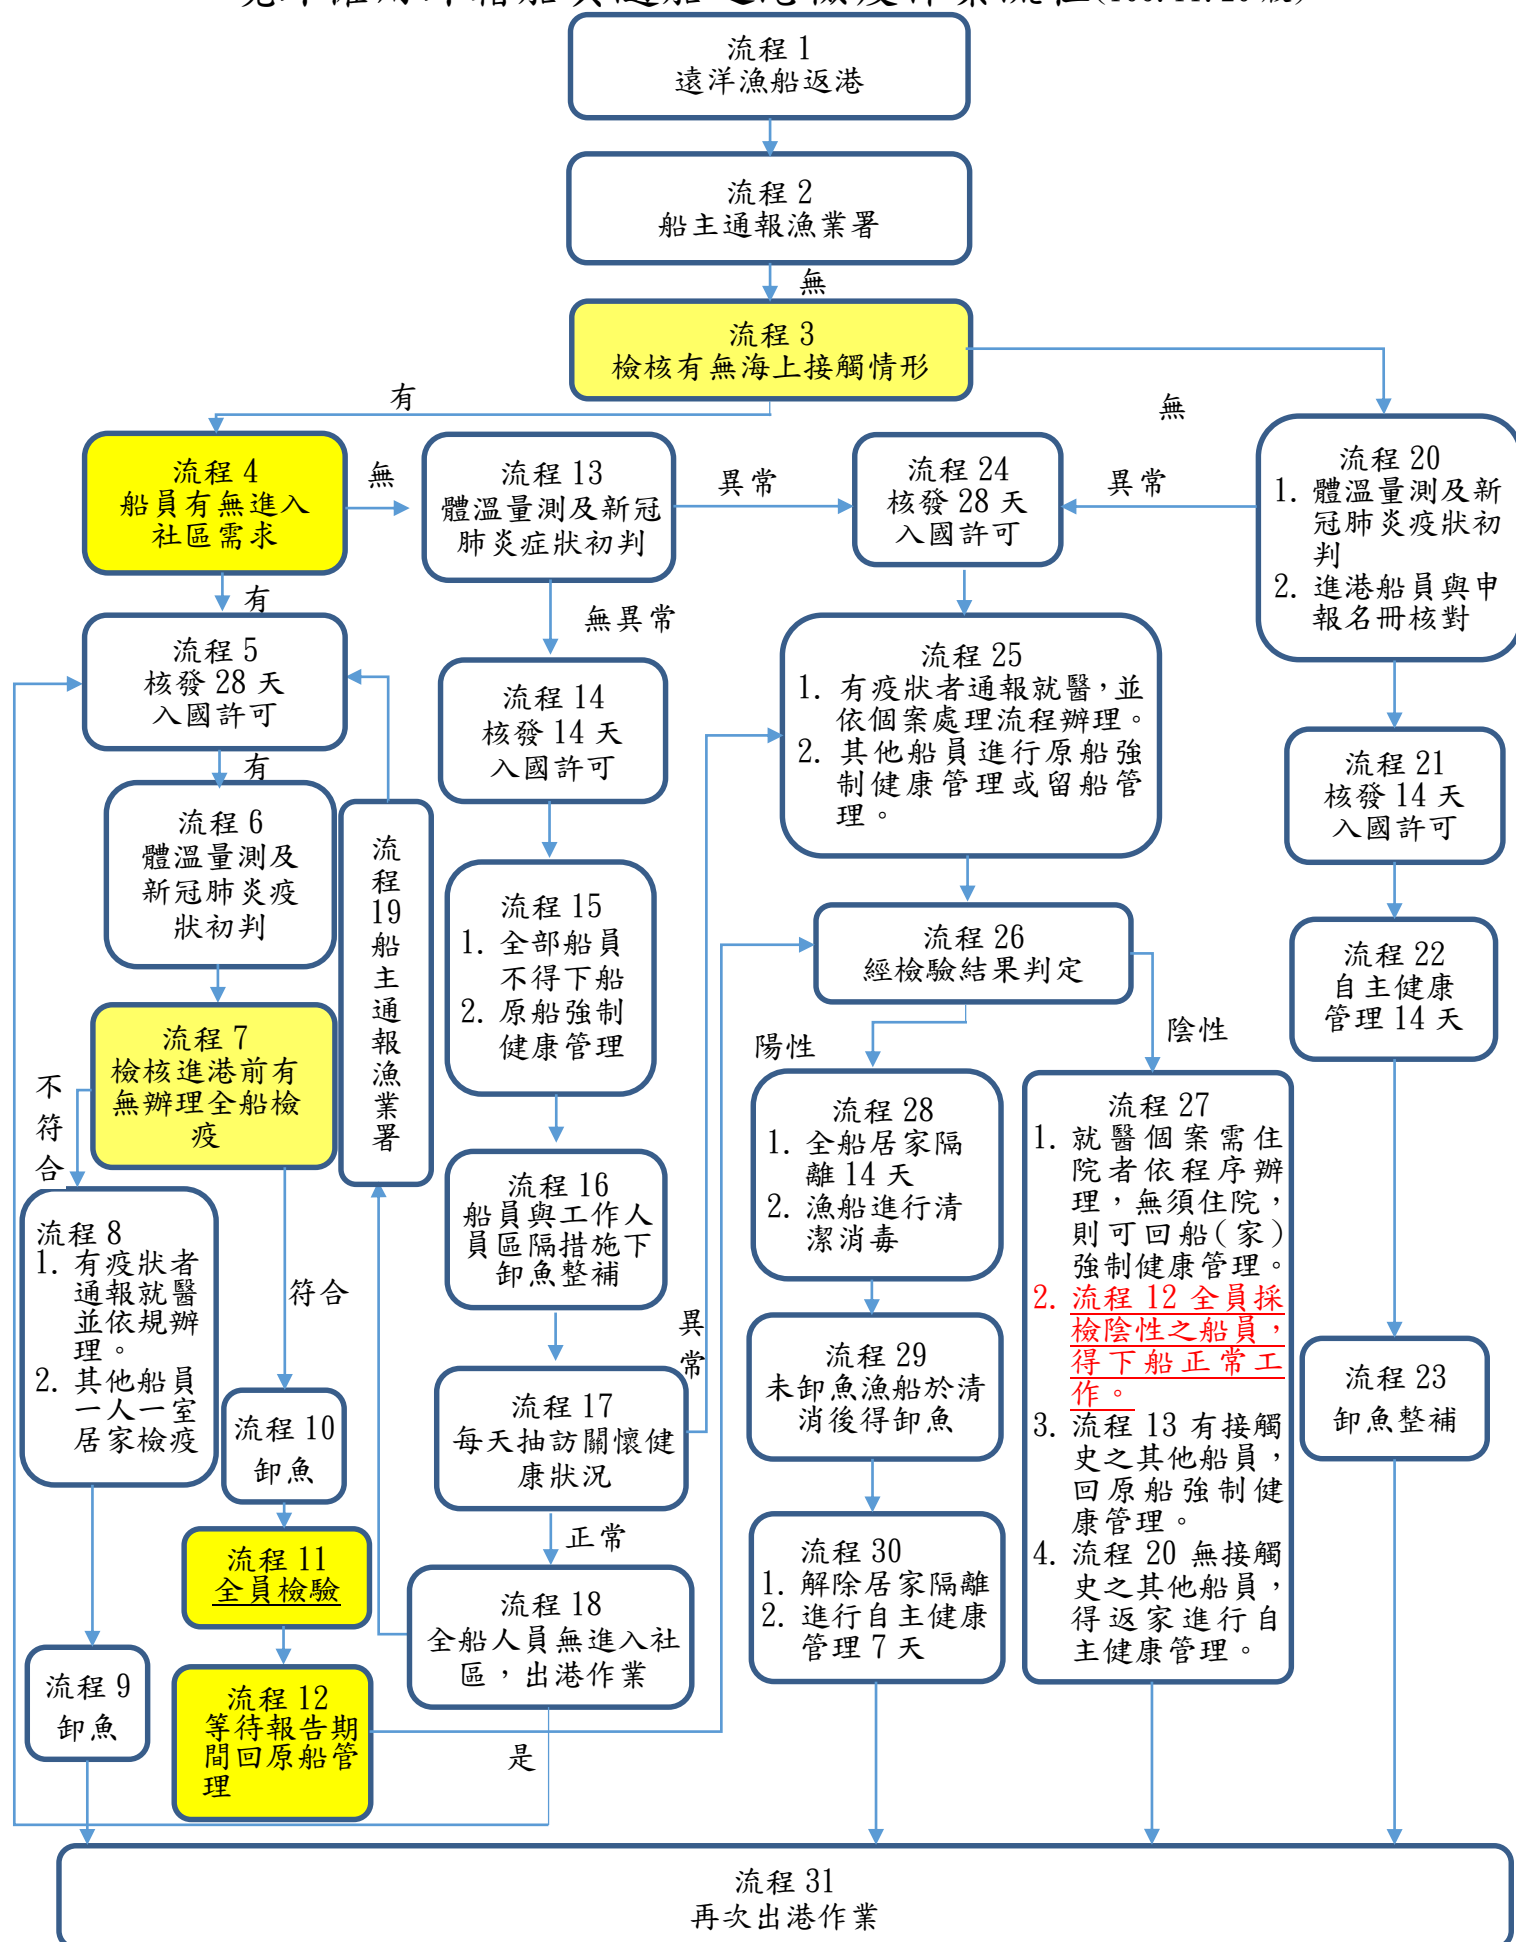 船員隨船進港檢疫作業流程
流程 1
遠洋漁船返港
流程 2
船主通報漁業署
無
流程 3
檢核有無海上接觸情形
有
無
流程 4
船員有無進入
社區需求
無
有
流程 5
核發 28 天
入國許可
有
流程 6
體溫量測及
新冠肺炎疫
狀初判
流程 7
檢核進港前有
無辦理全船檢
疫
不符合
符合
流程 8
1. 有疫狀者
通報就醫
並依規辦
理。
2. 其他船員
一人一室
居家檢疫
流程 9
卸魚
流程 10
卸魚
流程 11
全員檢驗
流程 12
等待報告期
間回原船管
理
流程 13
體溫量測及新冠
肺炎症狀初判
異常
無異常
流程 14
核發 14 天
入國許可
流程 15
1. 全部船員
不得下船
2. 原船強制
健康管理
流程 16
船員與工作人
員區隔措施下
卸魚整補
流程 17
每天抽訪關懷健
康狀況
異常
正常
流程 18
全船人員無進入社
區，出港作業
是
流程 19 船主通報漁業署
流程 20
1. 體溫量測及新
冠肺炎疫狀初
判
2. 進港船員與申
報名冊核對
異常
流程 21
核發 14 天
入國許可
流程 22
自主健康
管理 14 天
流程 23
卸魚整補
流程 24
核發 28 天
入國許可
流程 25
1. 有疫狀者通報就醫，並
依個案處理流程辦理。
2. 其他船員進行原船強
制健康管理或留船管
理。
流程 26
經檢驗結果判定
陽性
陰性
流程 27
1. 就醫個案需住
院者依程序辦
理，無須住院，
則可回船(家)
強制健康管理。
2. 流程 12 全員採
檢陰性之船員，
得下船正常工
作。
3. 流程 13 有接觸
史之其他船員，
回原船強制健
康管理。
4. 流程 20 無接觸
史之其他船員，
得返家進行自
主健康管理。
流程 28
1. 全船居家隔
離 14 天
2. 漁船進行清
潔消毒
流程 29
未卸魚漁船於清
消後得卸魚
流程 30
1. 解除居家隔離
2. 進行自主健康
管理 7 天
流程 31
再次出港作業